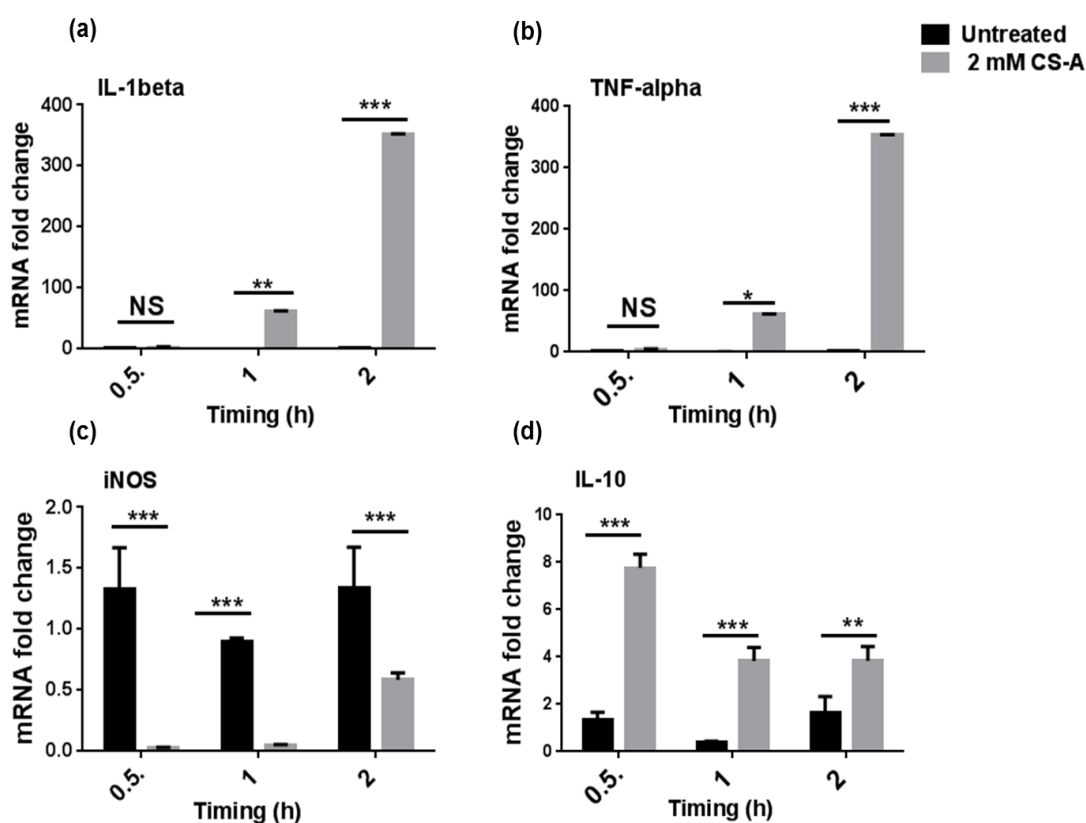 (a)
(b)
Untreated
2 mM CS-A
IL-1beta
mRNA fold change
400
300
200
100
0
NS
**
***
0.5.
1
2
Timing (h)
TNF-alpha
mRNA fold change
400
300
200
100
0
NS
*
***
0.5.
1
2
Timing (h)
(c)
(d)
iNOS
mRNA fold change
2.0
1.5
1.0
0.5
0.0
***
***
***
0.5.
1
2
Timing (h)
IL-10
mRNA fold change
10
8
6
4
2
0
***
***
**
0.5.
1
2
Timing (h)